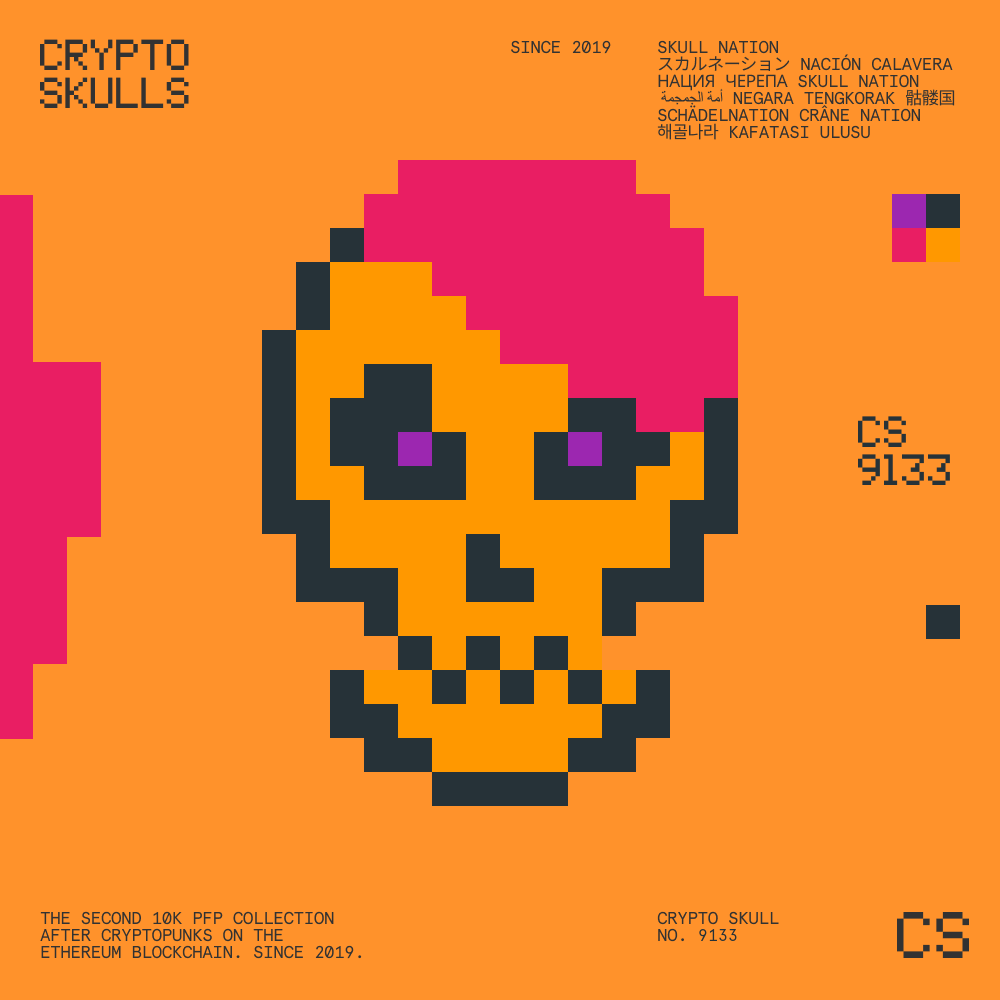 CRYPTO
SKULLS
SINCE 2019
SKULL NATION
スカルネーション NACIÓN CALAVERA
НАЦИЯ ЧЕРЕПА SKULL NATION
أمة الجمجمة NEGARA TENGKORAK 骷髅国
SCHÄDELNATION CRÂNE NATION
해골나라 KAFATASI ULUSU
CS
9133
THE SECOND 10K PFP COLLECTION
AFTER CRYPTOPUNKS ON THE
ETHEREUM BLOCKCHAIN. SINCE 2019.
CRYPTO SKULL
NO. 9133
CS